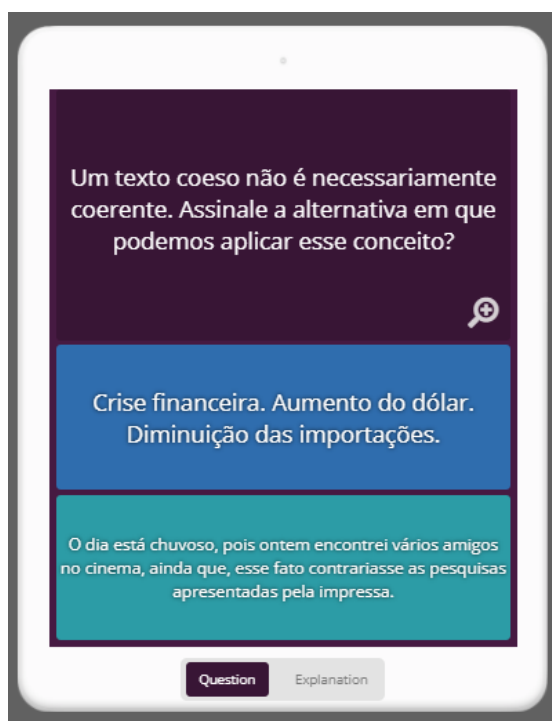 Um texto coeso não é necessariamente
coerente. Assinale a alternativa em que
podemos aplicar esse conceito?
Crise financeira. Aumento do dólar.
Diminuição das importações.
O dia está chuvoso, pois ontem encontrei vários amigos
no cinema, ainda que, esse fato contrariasse as pesquisas
apresentadas pela impressa.
Question
Explanation